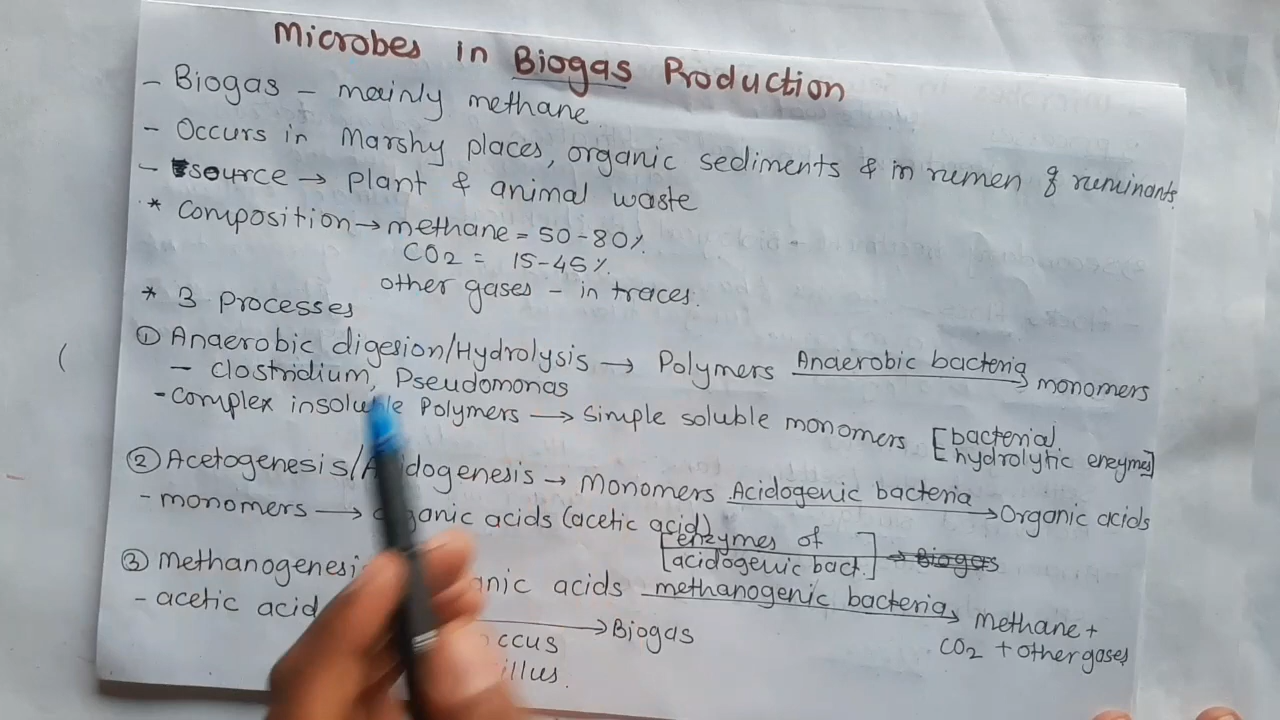 Microbes in Biogas Production
- Biogas - mainly methane
- Occurs in Marshy places, organic sediments & in rumen of ruminants.
- source → plant & animal waste
* Composition → methane = 50-80%.
CO2 = 15-45%.
other gases - in traces.
* 3 Processes
① Anaerobic digesion/Hydrolysis → Polymers Anaerobic bacteria → monomers
- Clostridium, Pseudomonas
- Complex insoluble Polymers → Simple soluble monomers [bacterial hydrolytic enzymes]
② Acetogenesis/Acidogenesis → Monomers Acidogenic bacteria → Organic acids
- monomers → organic acids (acetic acid) [enzymes of acidogenic bact.] → Biogas
③ Methanogenesi anic acids methanogenic bacteria → Methane +
CO2 + other gases
- acetic acid → Biogas
ccus
illus.